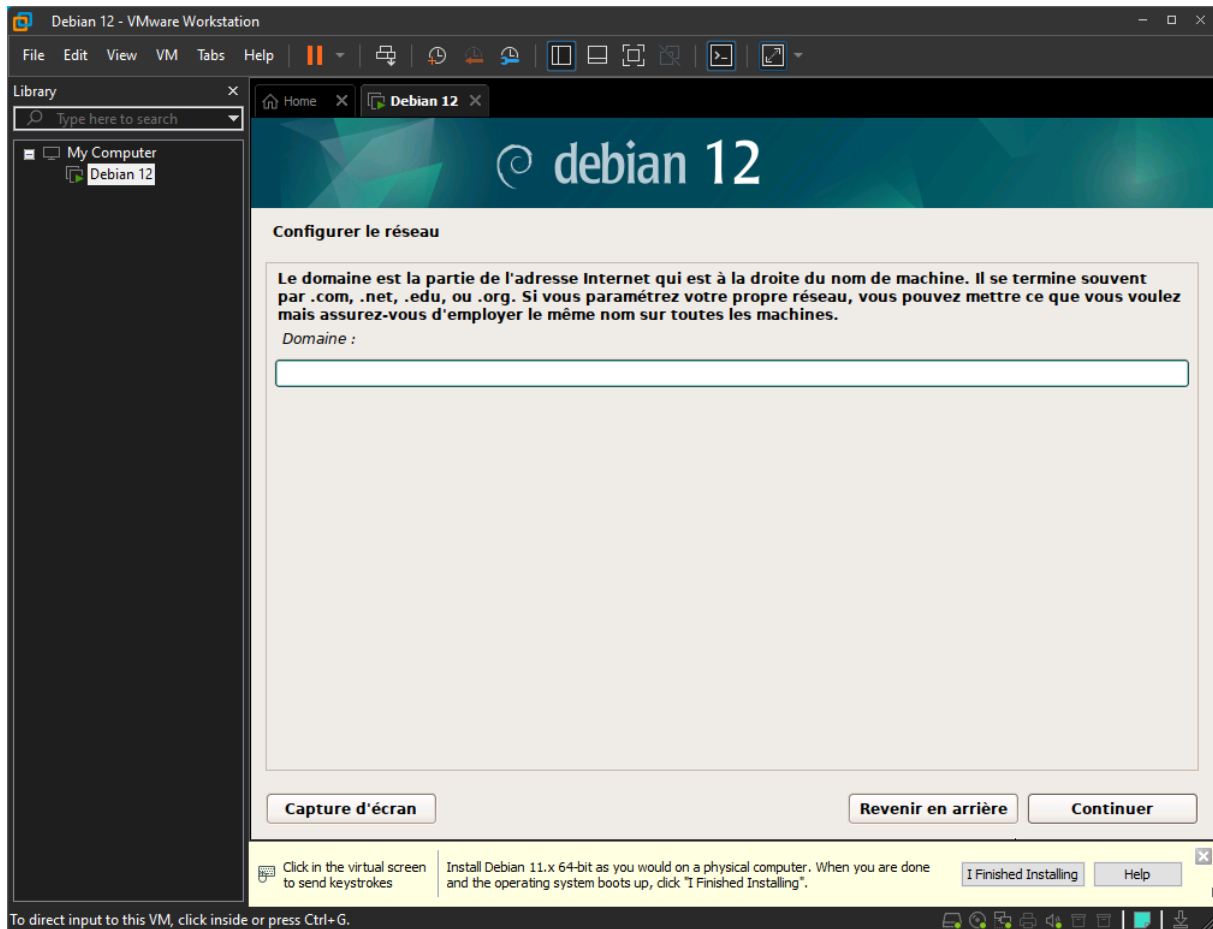 Debian 12 - VMware Workstation
File Edit View VM Tabs Help
Library
Type here to search
My Computer
Debian 12
Home
Debian 12
debian 12
Configurer le réseau
Le domaine est la partie de l'adresse Internet qui est à la droite du nom de machine. Il se termine souvent
par .com, .net, .edu, ou .org. Si vous paramétrez votre propre réseau, vous pouvez mettre ce que vous voulez
mais assurez-vous d'employer le même nom sur toutes les machines.
Domaine :
Capture d'écran
Revenir en arrière
Continuer
Click in the virtual screen
to send keystrokes
Install Debian 11.x 64-bit as you would on a physical computer. When you are done
and the operating system boots up, click "I Finished Installing".
I Finished Installing
Help
To direct input to this VM, click inside or press Ctrl+G.